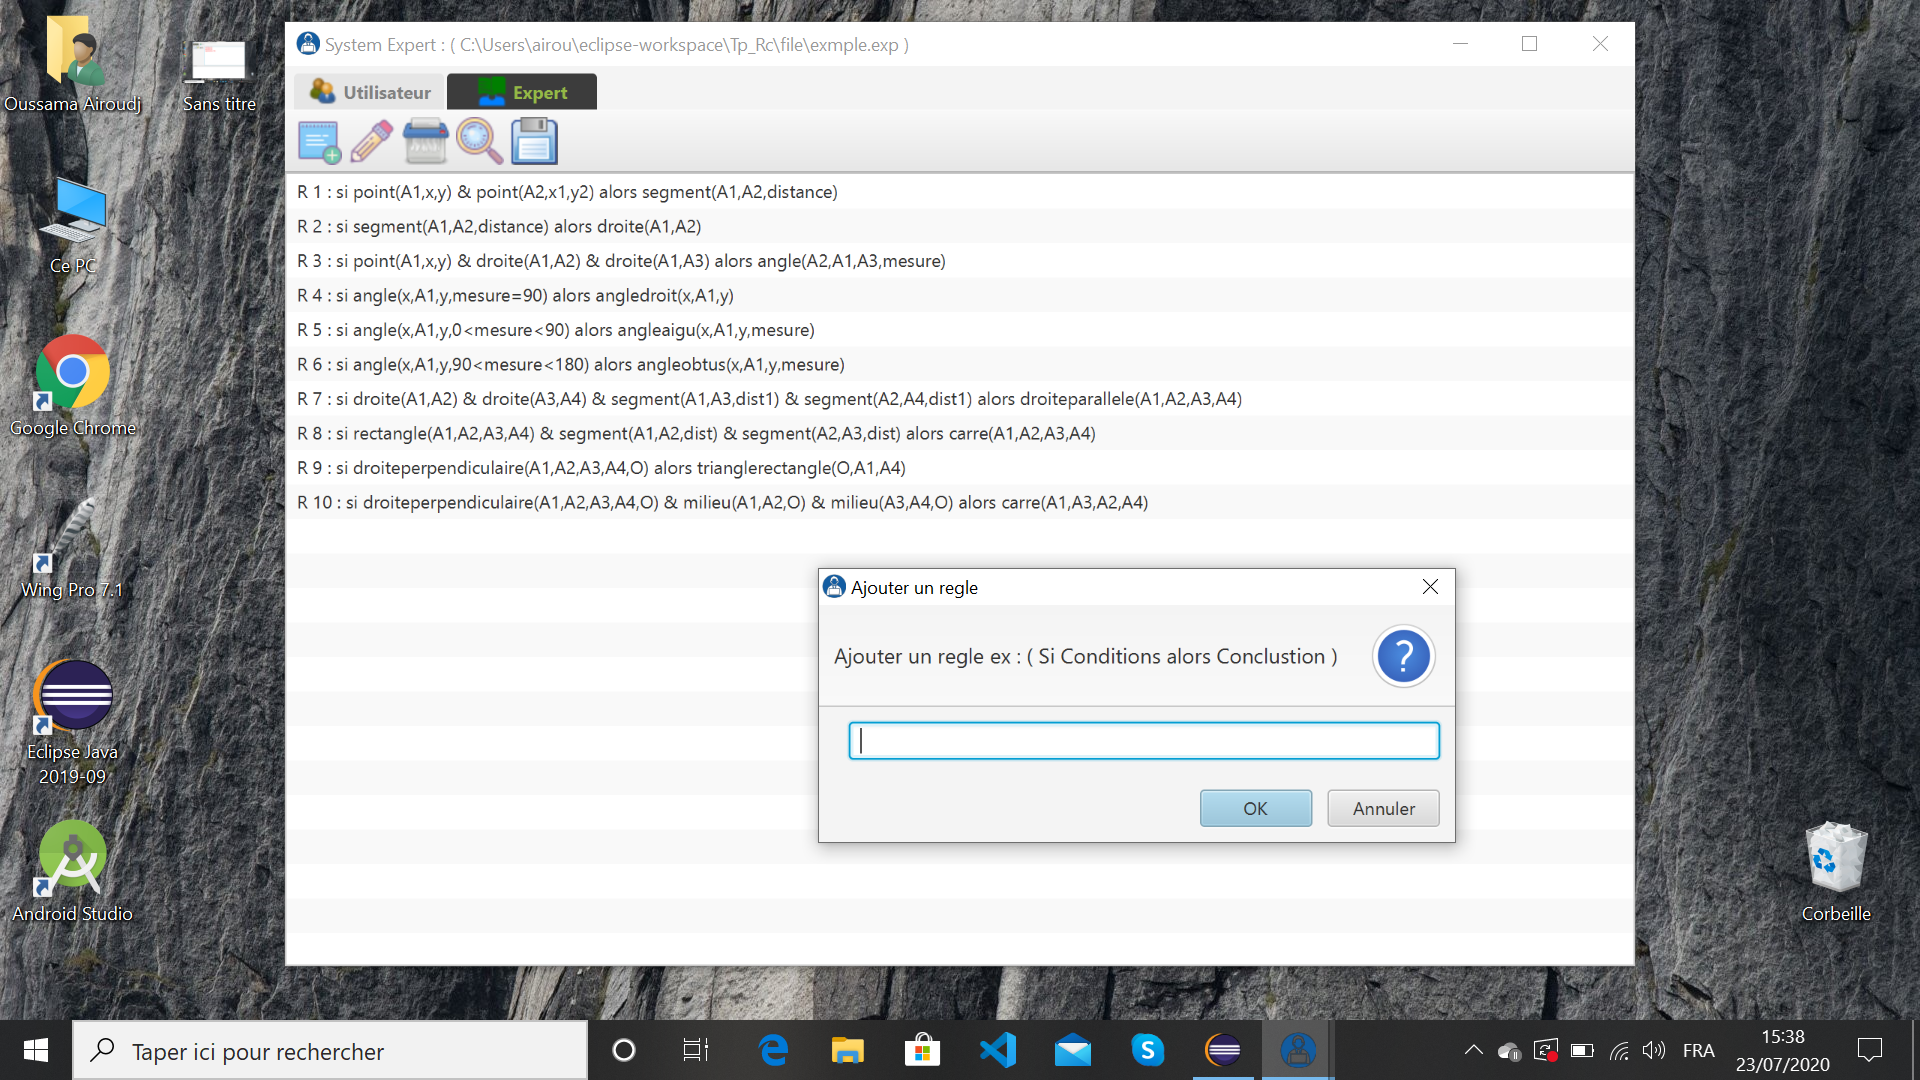 Oussama Airoudj
Sans titre
Ce PC
Google Chrome
Wing Pro 7.1
Eclipse Java
2019-09
Android Studio
Corbeille
System Expert : ( C:\Users\airou\eclipse-workspace\Tp_Rc\file\exmple.exp )
Utilisateur
Expert
R 1 : si point(A1,x,y) & point(A2,x1,y2) alors segment(A1,A2,distance)
R 2 : si segment(A1,A2,distance) alors droite(A1,A2)
R 3 : si point(A1,x,y) & droite(A1,A2) & droite(A1,A3) alors angle(A2,A1,A3,mesure)
R 4 : si angle(x,A1,y,mesure=90) alors angledroit(x,A1,y)
R 5 : si angle(x,A1,y,0<mesure<90) alors angleaigu(x,A1,y,mesure)
R 6 : si angle(x,A1,y,90<mesure<180) alors angleobtus(x,A1,y,mesure)
R 7 : si droite(A1,A2) & droite(A3,A4) & segment(A1,A3,dist1) & segment(A2,A4,dist1) alors droiteparallele(A1,A2,A3,A4)
R 8 : si rectangle(A1,A2,A3,A4) & segment(A1,A2,dist) & segment(A2,A3,dist) alors carre(A1,A2,A3,A4)
R 9 : si droiteperpendiculaire(A1,A2,A3,A4,O) alors trianglerectangle(O,A1,A4)
R 10 : si droiteperpendiculaire(A1,A2,A3,A4,O) & milieu(A1,A2,O) & milieu(A3,A4,O) alors carre(A1,A3,A2,A4)
Ajouter un regle
Ajouter un regle ex : ( Si Conditions alors Conclustion )
OK
Annuler
Taper ici pour rechercher
FRA
15:38
23/07/2020